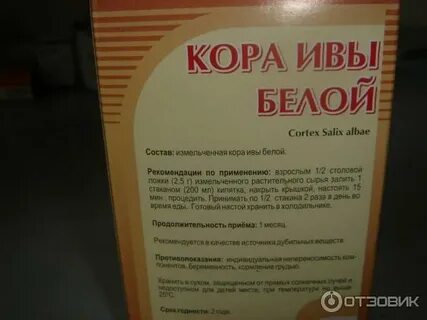 КОРА ИВЫ
БЕЛОЙ
Cortex Salix albae
Состав: измельченная кора ивы белой.
Рекомендации по применению: взрослым 1/2 столовой
ложки (2,5 г) измельченного растительного сырья залить 1
стаканом (200 мл) кипятка, накрыть крышкой, настоять 15
мин., процедить. Принимать по 1/2 стакана 2 раза в день во
время еды. Готовый настой хранить в холодильнике.
Продолжительность приёма: 1 месяц.
Рекомендуется в качестве источника дубильных веществ.
Противопоказания: индивидуальная непереносимость ком-
понентов, беременность, кормление грудью.
Хранить в сухом, защищенном от прямых солнечных лучей и
недоступном для детей месте, при температуре не выше
25°C.
Срок годности: 2 года.
ОТЗОВИК